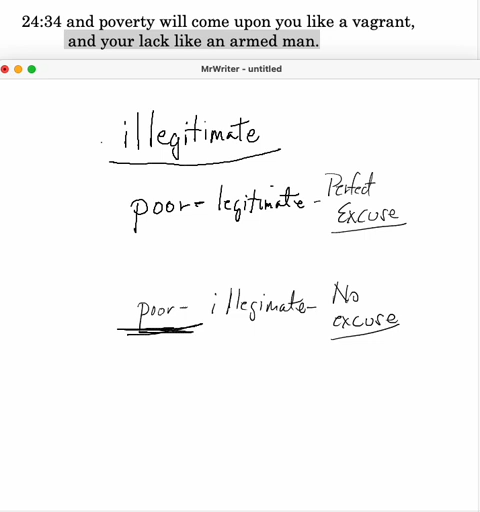 24:34 and poverty will come upon you like a vagrant,
and your lack like an armed man.
MrWriter - untitled
illegitimate
poor - legitimate - Perfect
Excuse
poor - illegimate - No
excuse